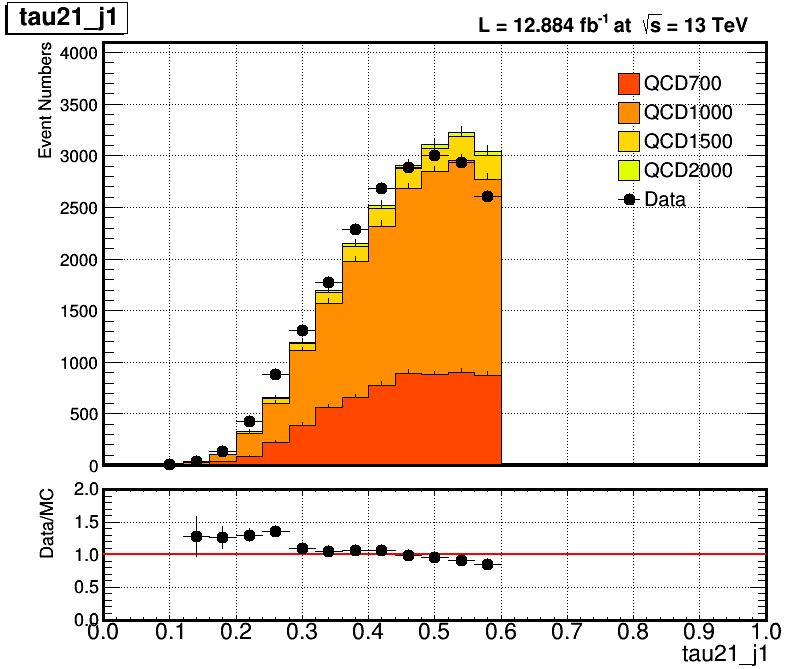 tau21_j1
L = 12.884 fb⁻¹ at √s = 13 TeV
Event Numbers
4000
3500
3000
2500
2000
1500
1000
500
0
QCD700
QCD1000
QCD1500
QCD2000
Data
Data/MC
2.0
1.5
1.0
0.5
0.0
0.0 0.1 0.2 0.3 0.4 0.5 0.6 0.7 0.8 0.9 1.0
tau21_j1